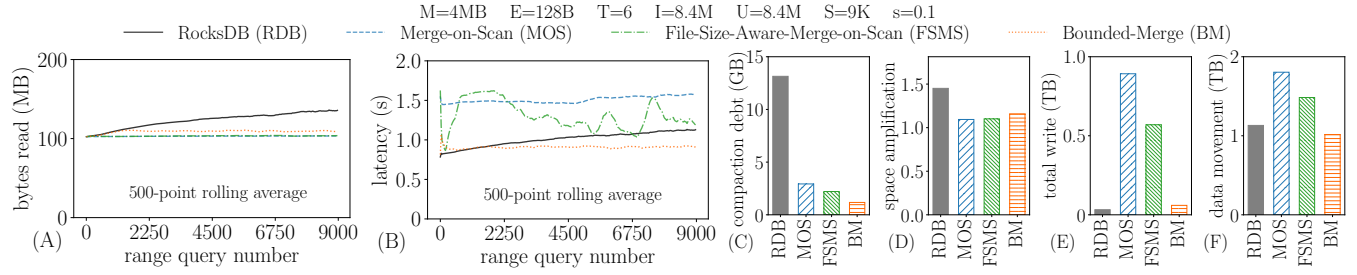 M=4MB E=128B T=6 I=8.4M U=8.4M S=9K s=0.1
RocksDB (RDB) Merge-on-Scan (MOS) File-Size-Aware-Merge-on-Scan (FSMS) Bounded-Merge (BM)
bytes read (MB)
200
100
0
500-point rolling average
0 2250 4500 6750 9000
range query number
(A)
latency (s)
2.0
1.5
1.0
0.5
0.0
500-point rolling average
0 2250 4500 6750 9000
range query number
(B)
compaction debt (GB)
15
10
5
0
RDB
MOS
FSMS
BM
(C)
space amplification
1.5
1.0
0.5
0.0
RDB
MOS
FSMS
BM
(D)
total write (TB)
1.0
0.5
0.0
RDB
MOS
FSMS
BM
(E)
data movement (TB)
2
1
0
RDB
MOS
FSMS
BM
(F)